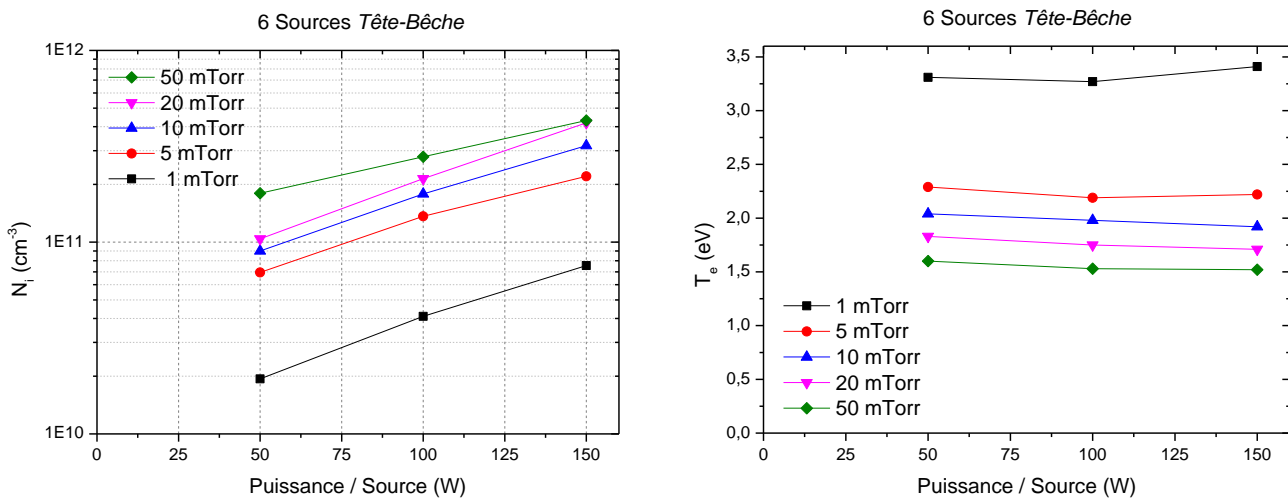 6 Sources Tête-Bêche
1E12
1E11
1E10
N_i (cm^-3)
50 mTorr
20 mTorr
10 mTorr
5 mTorr
1 mTorr
0
25
50
75
100
125
150
Puissance / Source (W)
6 Sources Tête-Bêche
3,5
3,0
2,5
2,0
1,5
1,0
0,5
0,0
T_e (eV)
1 mTorr
5 mTorr
10 mTorr
20 mTorr
50 mTorr
0
25
50
75
100
125
150
Puissance / Source (W)